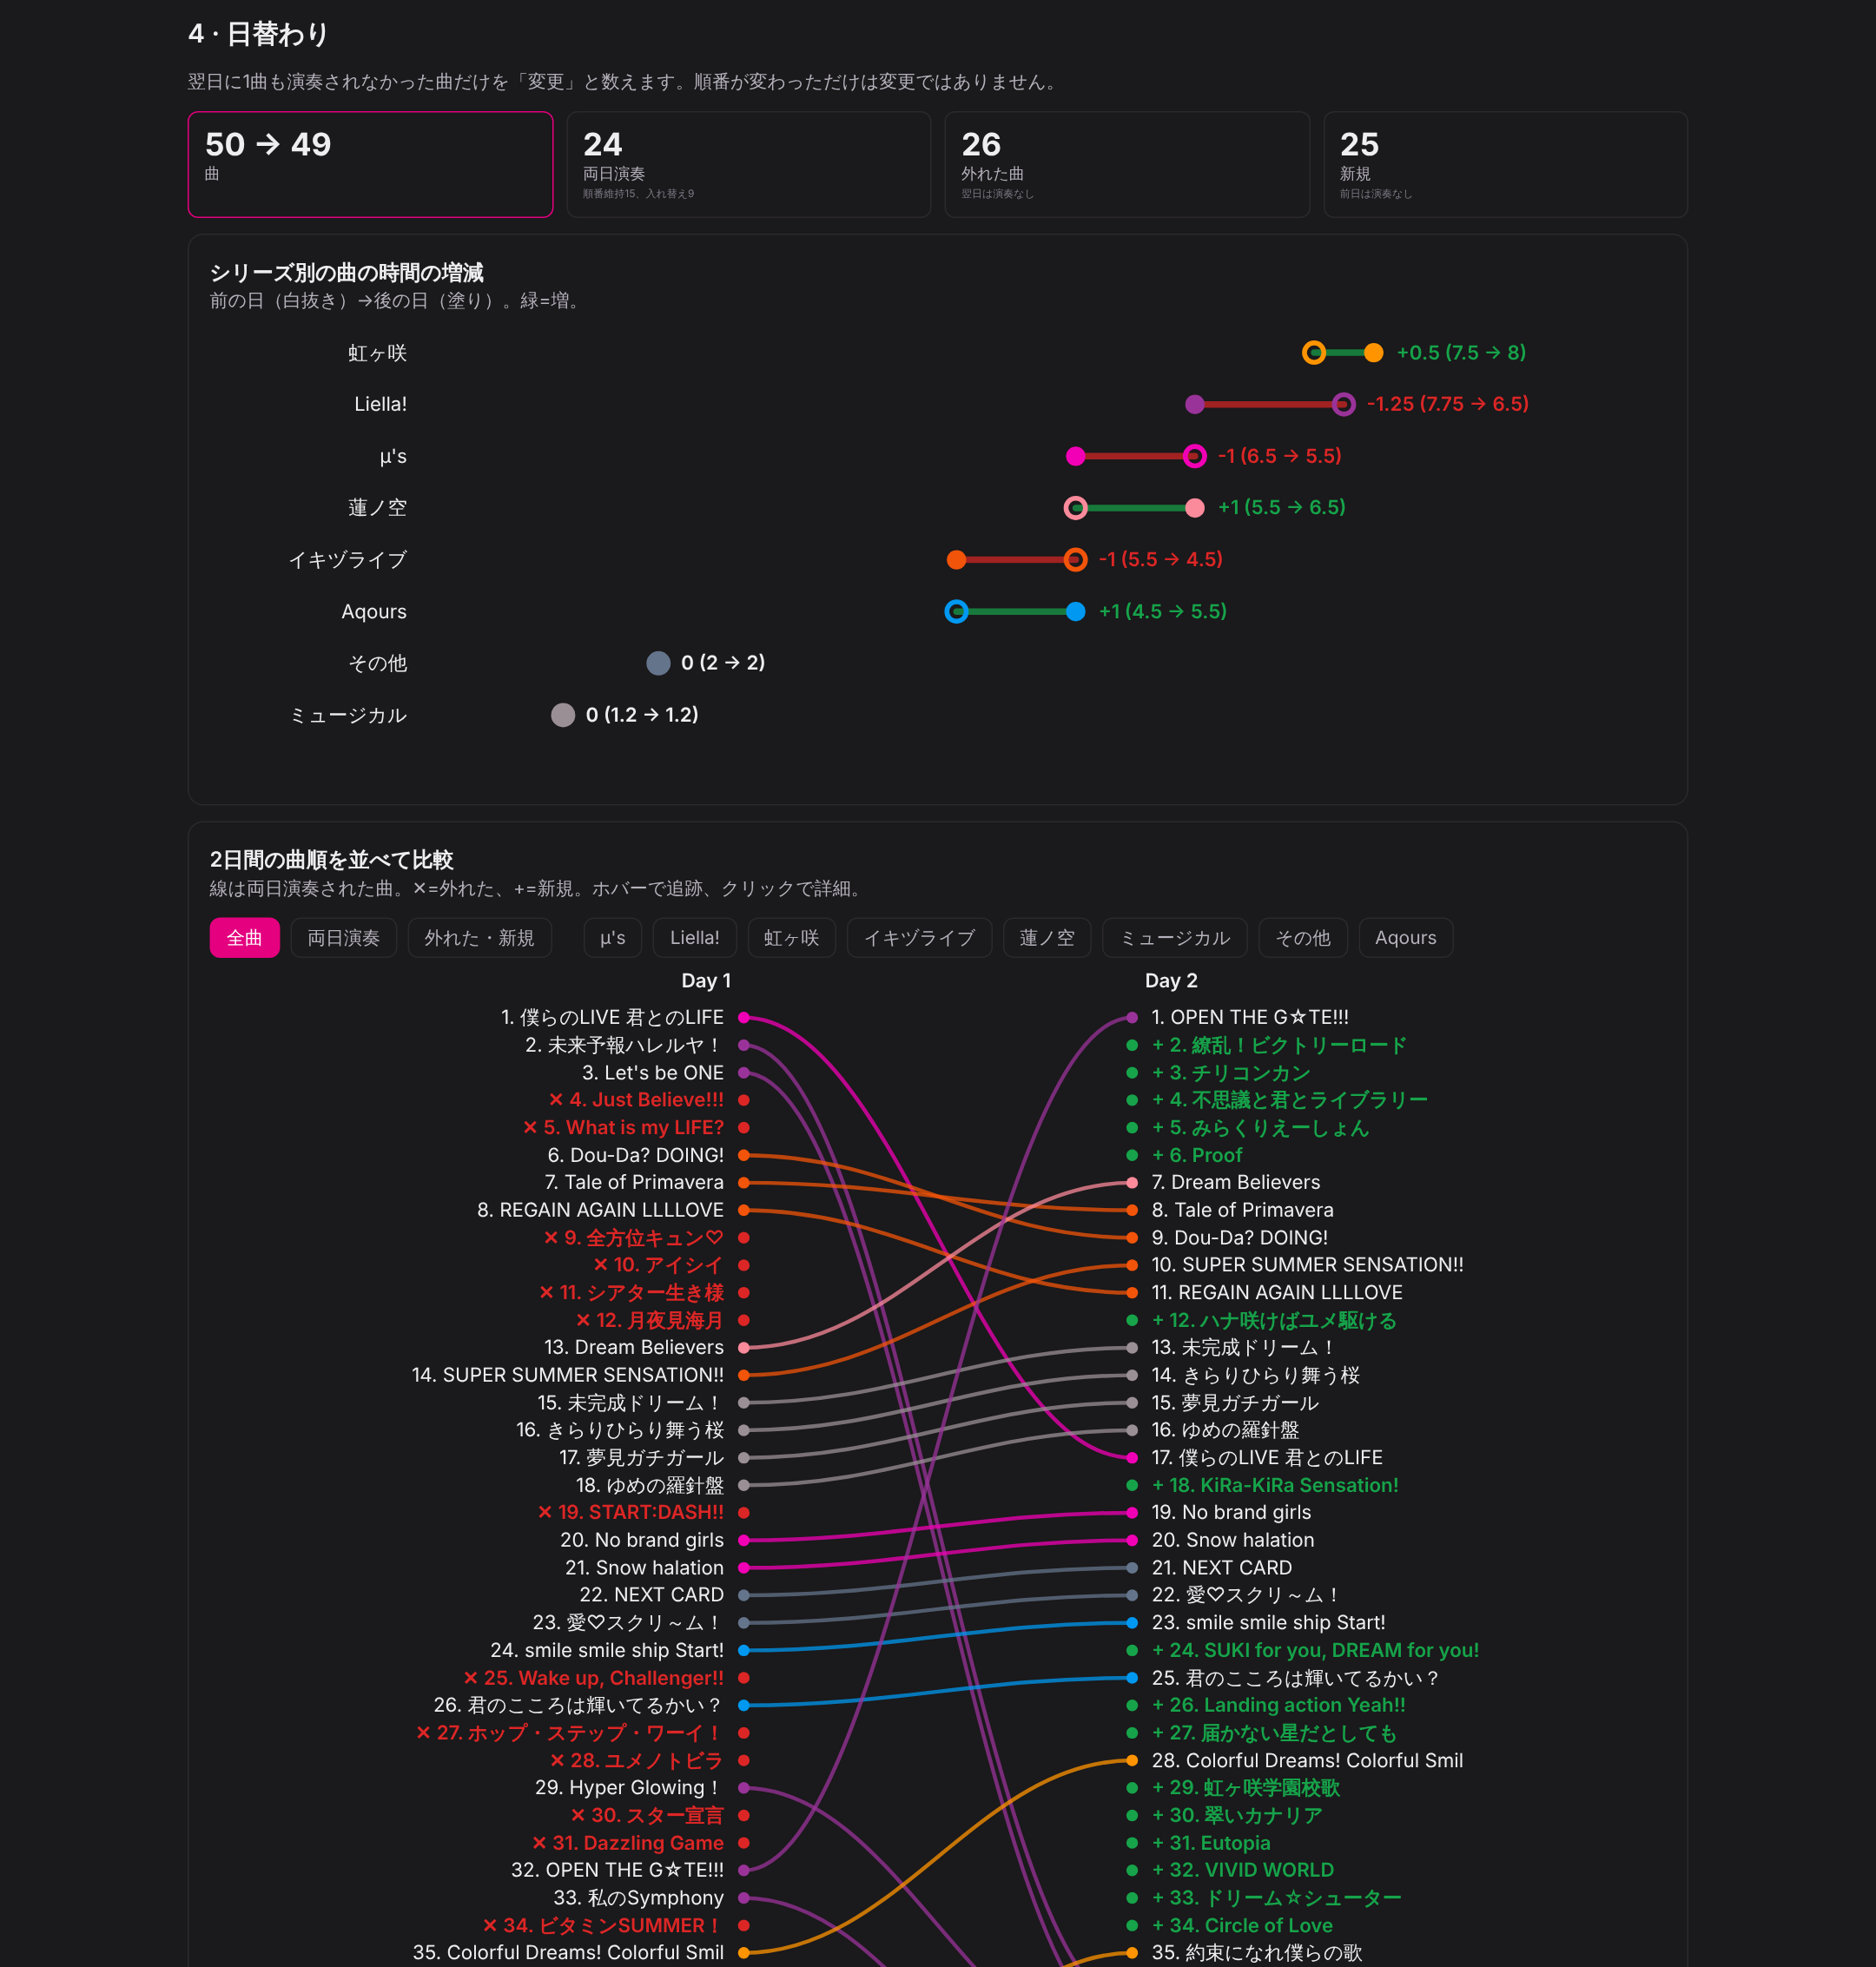 4 · 日替わり
翌日に1曲も演奏されなかった曲だけを「変更」と数えます。順番が変わっただけは変更ではありません。
50 → 49
曲
24
両日演奏
順番維持15、入れ替え9
26
外れた曲
翌日は演奏なし
25
新規
前日は演奏なし
シリーズ別の曲の時間の増減
前の日（白抜き）→後の日（塗り）。緑=増。
虹ヶ咲
+0.5 (7.5 → 8)
Liella!
-1.25 (7.75 → 6.5)
μ's
-1 (6.5 → 5.5)
蓮ノ空
+1 (5.5 → 6.5)
イキヅライブ
-1 (5.5 → 4.5)
Aqours
+1 (4.5 → 5.5)
その他
0 (2 → 2)
ミュージカル
0 (1.2 → 1.2)
2日間の曲順を並べて比較
線は両日演奏された曲。✕=外れた、+=新規。ホバーで追跡、クリックで詳細。
全曲 両日演奏 外れた・新規 μ's Liella! 虹ヶ咲 イキヅライブ 蓮ノ空 ミュージカル その他 Aqours
Day 1
1. 僕らのLIVE 君とのLIFE
2. 未来予報ハレルヤ！
3. Let's be ONE
✕ 4. Just Believe!!!
✕ 5. What is my LIFE?
6. Dou-Da? DOING!
7. Tale of Primavera
8. REGAIN AGAIN LLLLOVE
✕ 9. 全方位キュン♡
✕ 10. アイシイ
✕ 11. シアター生き様
✕ 12. 月夜見海月
13. Dream Believers
14. SUPER SUMMER SENSATION!!
15. 未完成ドリーム！
16. きらりひらり舞う桜
17. 夢見ガチガール
18. ゆめの羅針盤
✕ 19. START:DASH!!
20. No brand girls
21. Snow halation
22. NEXT CARD
23. 愛♡スクリ～ム！
24. smile smile ship Start!
✕ 25. Wake up, Challenger!!
26. 君のこころは輝いてるかい？
✕ 27. ホップ・ステップ・ワーイ！
✕ 28. ユメノトビラ
29. Hyper Glowing！
✕ 30. スター宣言
✕ 31. Dazzling Game
32. OPEN THE G☆TE!!!
33. 私のSymphony
✕ 34. ビタミンSUMMER！
35. Colorful Dreams! Colorful Smil
Day 2
1. OPEN THE G☆TE!!!
+ 2. 繚乱！ビクトリーロード
+ 3. チリコンカン
+ 4. 不思議と君とライブラリー
+ 5. みらくりえーしょん
+ 6. Proof
7. Dream Believers
8. Tale of Primavera
9. Dou-Da? DOING!
10. SUPER SUMMER SENSATION!!
11. REGAIN AGAIN LLLLOVE
+ 12. ハナ咲けばユメ駆ける
13. 未完成ドリーム！
14. きらりひらり舞う桜
15. 夢見ガチガール
16. ゆめの羅針盤
17. 僕らのLIVE 君とのLIFE
+ 18. KiRa-KiRa Sensation!
19. No brand girls
20. Snow halation
21. NEXT CARD
22. 愛♡スクリ～ム！
23. smile smile ship Start!
+ 24. SUKI for you, DREAM for you!
25. 君のこころは輝いてるかい？
+ 26. Landing action Yeah!!
+ 27. 届かない星だとしても
28. Colorful Dreams! Colorful Smil
+ 29. 虹ヶ咲学園校歌
+ 30. 翠いカナリア
+ 31. Eutopia
+ 32. VIVID WORLD
+ 33. ドリーム☆シューター
+ 34. Circle of Love
35. 約束になれ僕らの歌